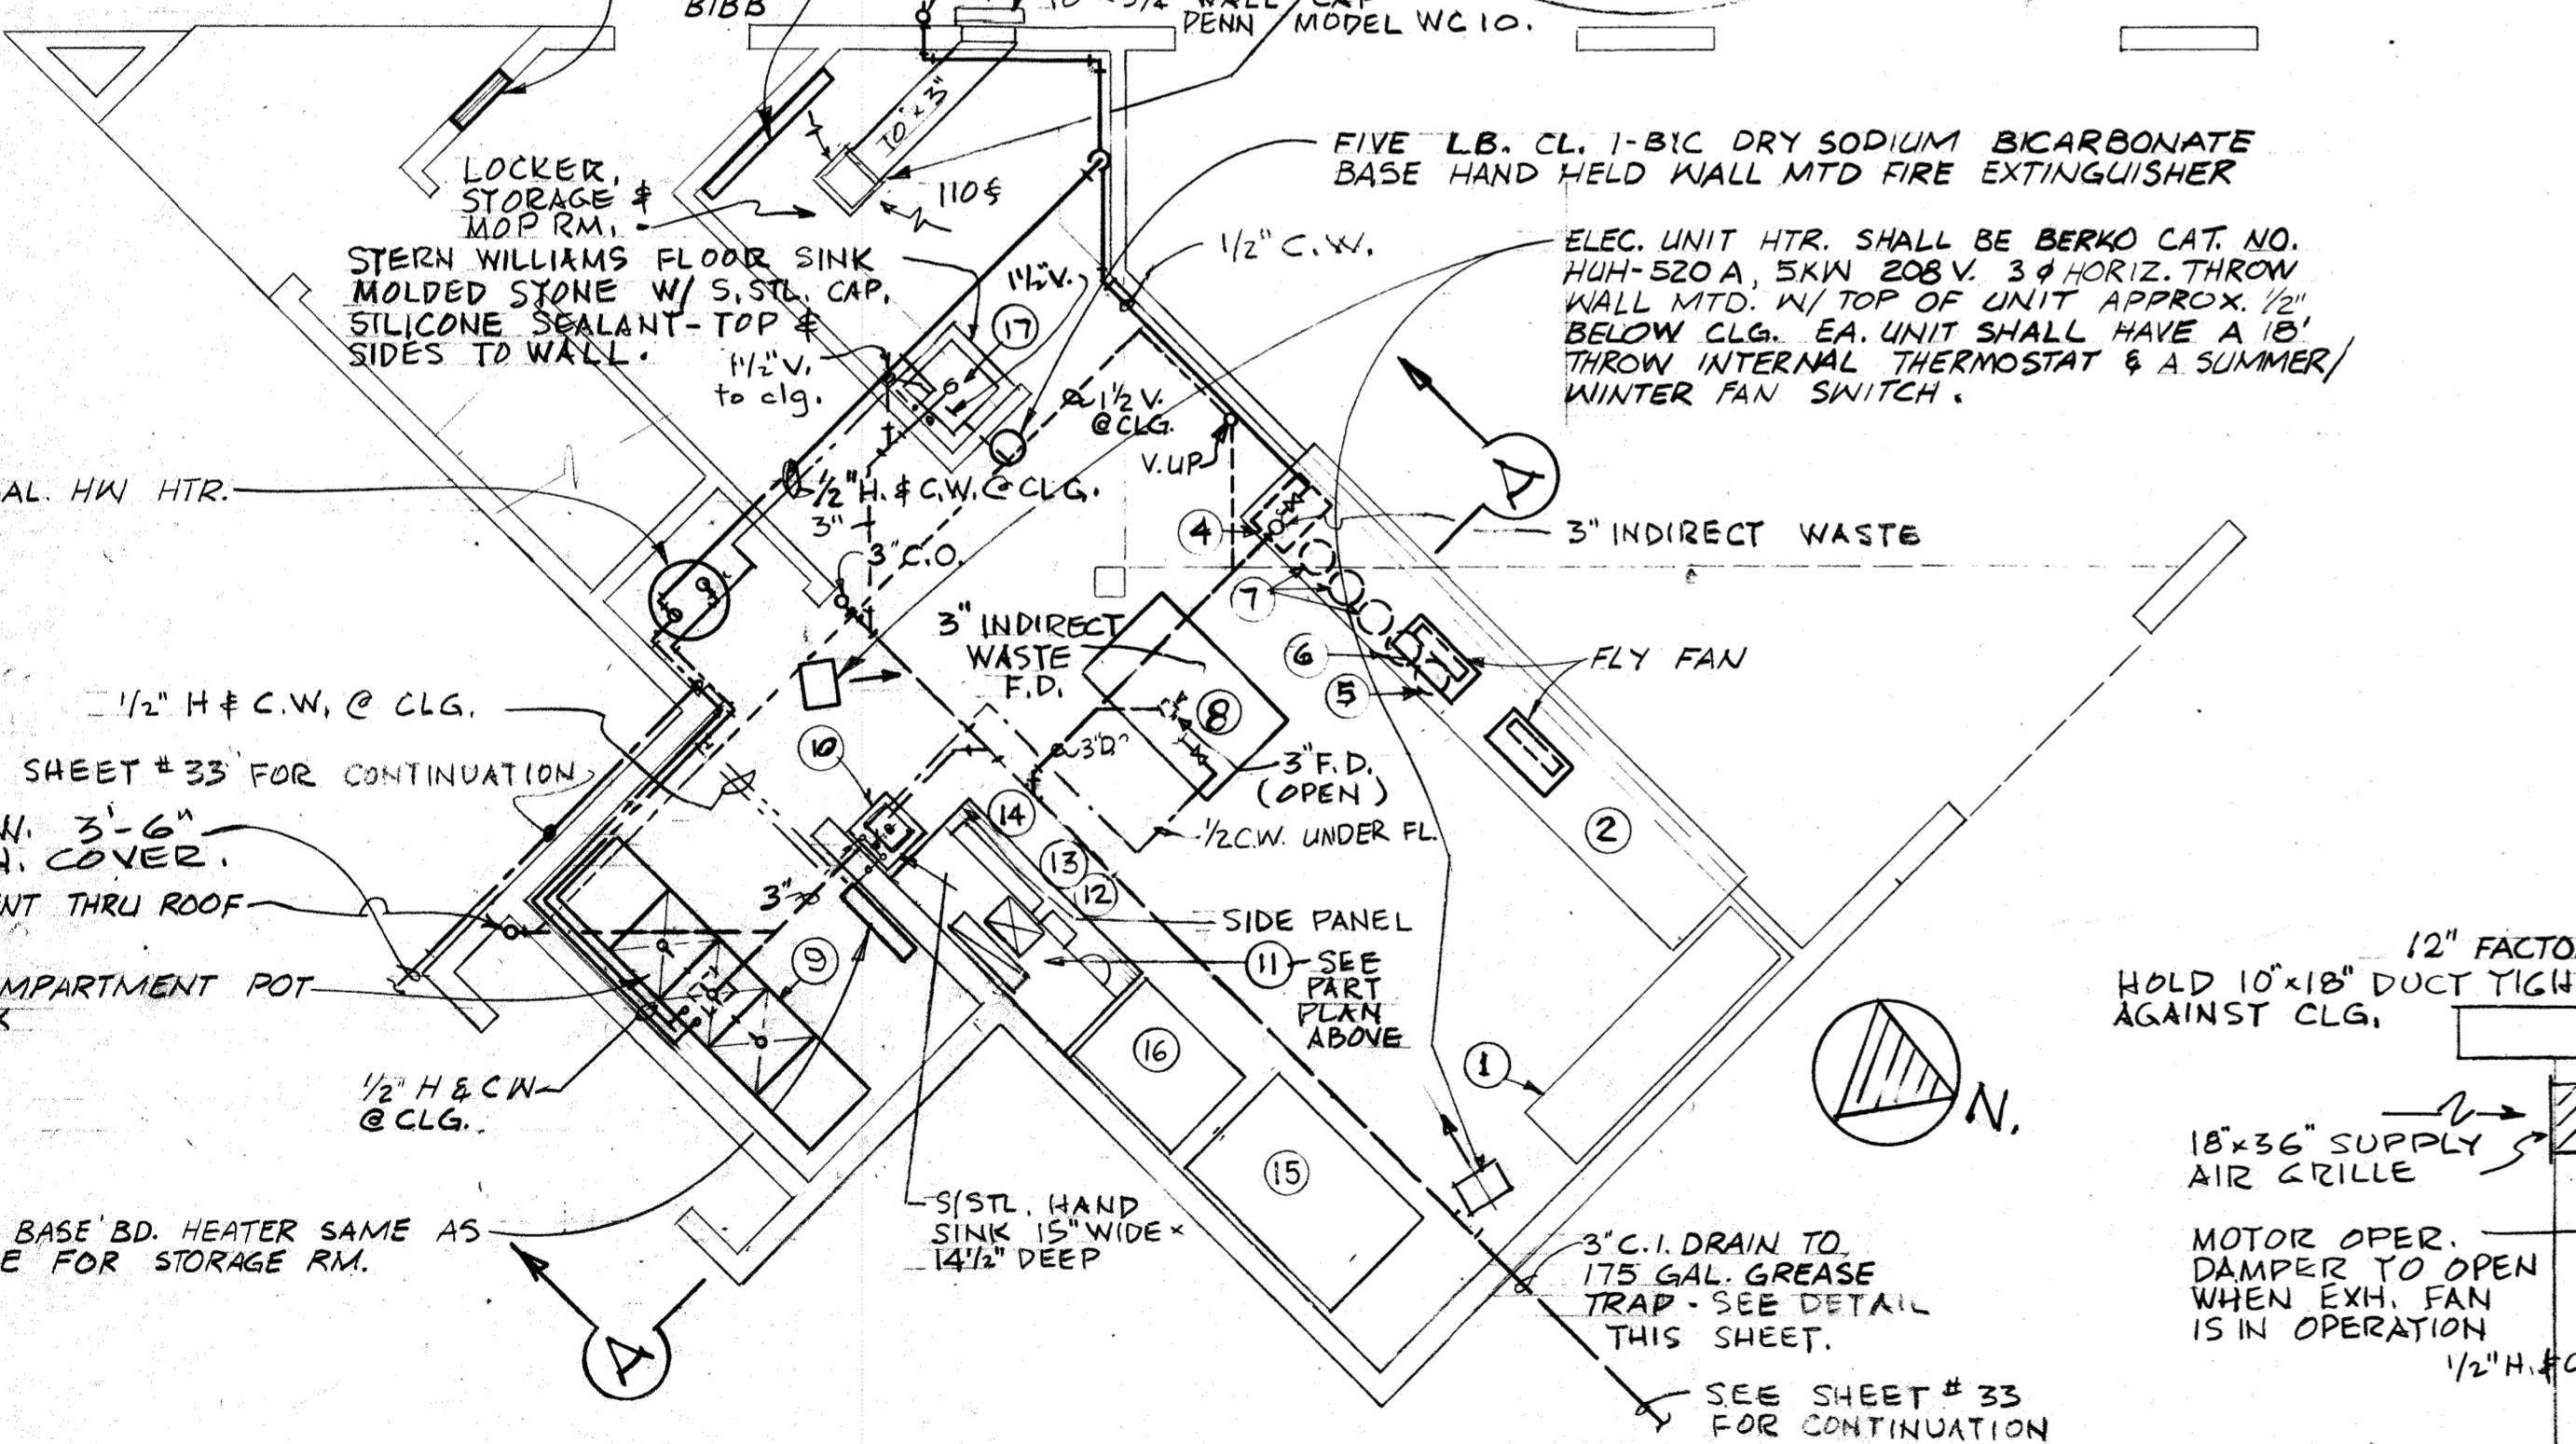 BIBB
WALL CAP
PENN MODEL WC 10.
10"x3"
110
LOCKER,
STORAGE &
MOP RM.
STERN WILLIAMS FLOOR SINK
MOLDED STONE W/ S.STL. CAP,
SILICONE SEALANT-TOP &
SIDES TO WALL.
1 1/2" V.
to clg.
1 1/2" V.
17
FIVE LB. CL. 1-B1C DRY SODIUM BICARBONATE
BASE HAND HELD WALL MTD FIRE EXTINGUISHER
1/2" C.W.
ELEC. UNIT HTR. SHALL BE BERKO CAT. NO.
HUH-520 A, 5KW 208 V. 3 Ø HORIZ. THROW
WALL MTD. W/ TOP OF UNIT APPROX. 1/2"
BELOW CLG. EA. UNIT SHALL HAVE A 18'
THROW INTERNAL THERMOSTAT & A SUMMER/
WINTER FAN SWITCH.
1 1/2 V.
@ CLG.
V. UP
A
AL. HW HTR.
1/2" H. & C.W. @ CLG.
3"
3" C.O.
4
3" INDIRECT WASTE
7
3" INDIRECT
WASTE
F.D.
6
5
FLY FAN
8
1/2" H & C.W. @ CLG.
10
3"D.
3" F.D.
(OPEN)
SHEET # 33 FOR CONTINUATION
14
1/2 C.W. UNDER FL.
2
W. 3'-6"
H. COVER.
13
12
NT THRU ROOF
3"
SIDE PANEL
9
11 SEE
PART
PLAN
ABOVE
MPARTMENT POT
K
16
1
1/2" H & CW
@ CLG.
15
N.
12" FACTO
HOLD 10"x18" DUCT TIGH
AGAINST CLG.
18"x36" SUPPLY
AIR GRILLE
MOTOR OPER.
DAMPER TO OPEN
WHEN EXH. FAN
IS IN OPERATION
1/2" H. & C
BASE BD. HEATER SAME AS
E FOR STORAGE RM.
S/STL. HAND
SINK 15" WIDE x
14 1/2" DEEP
3" C.I. DRAIN TO
175 GAL. GREASE
TRAP - SEE DETAIL
THIS SHEET.
A
SEE SHEET # 33
FOR CONTINUATION